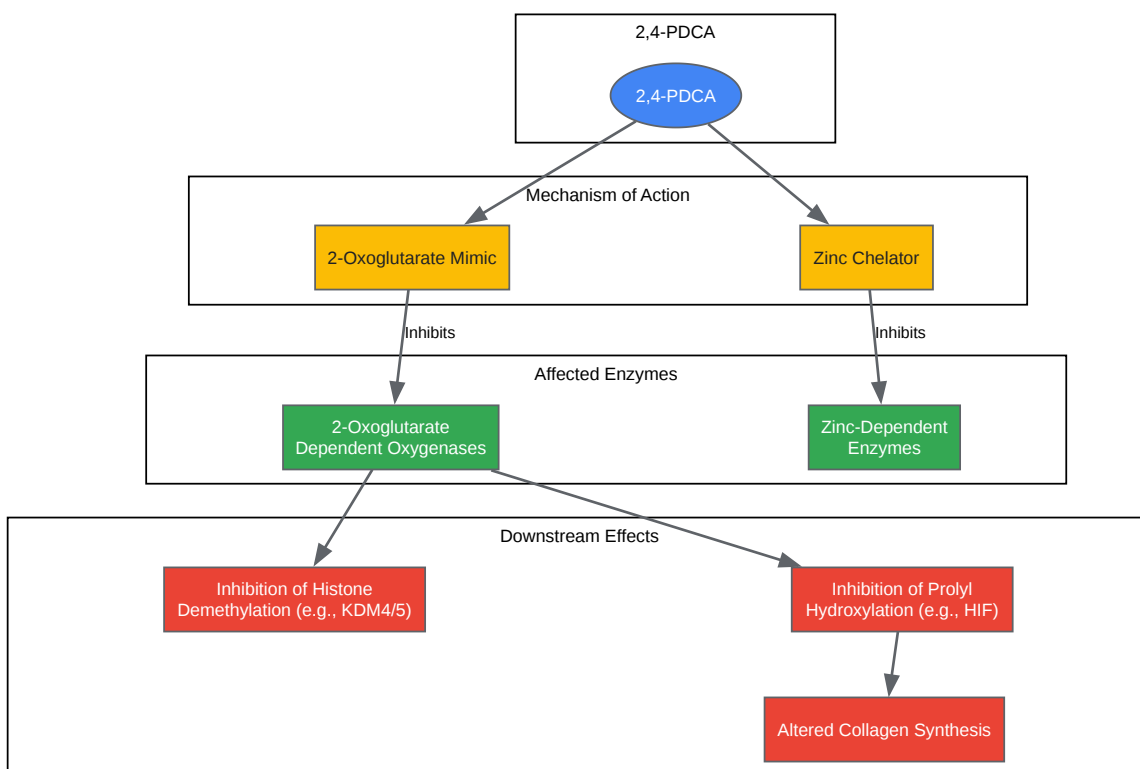 2,4-PDCA
2,4-PDCA
Mechanism of Action
2-Oxoglutarate Mimic
Zinc Chelator
Inhibits
Inhibits
Affected Enzymes
2-Oxoglutarate
Dependent Oxygenases
Zinc-Dependent
Enzymes
Downstream Effects
Inhibition of Histone
Demethylation (e.g., KDM4/5)
Inhibition of Prolyl
Hydroxylation (e.g., HIF)
Altered Collagen Synthesis